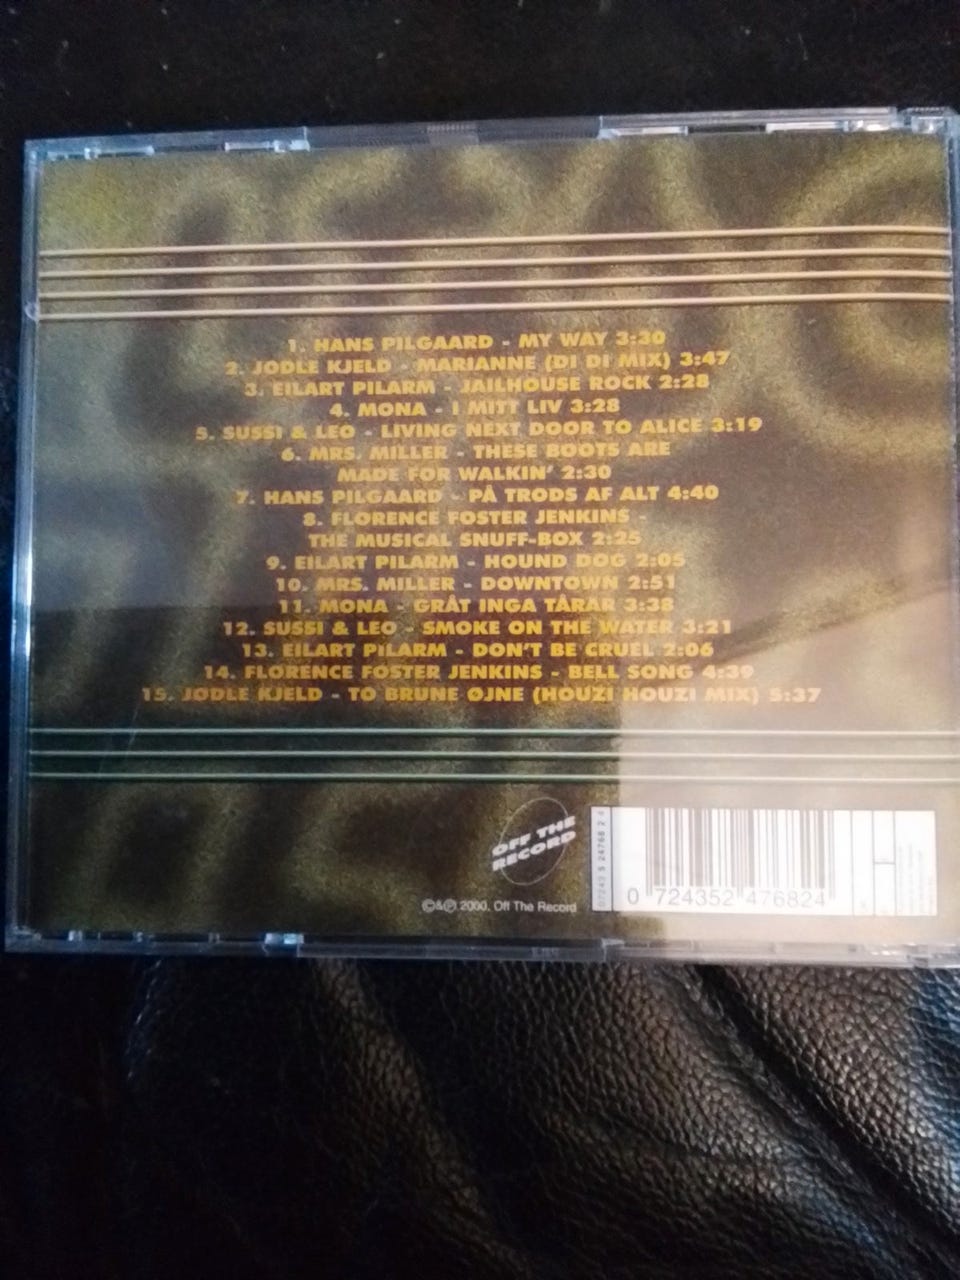 1. HANS PILGAARD - MY WAY 3:30
2. JODLE KJELD - MARIANNE (DI DI MIX) 3:47
3. EILART PILARM - JAILHOUSE ROCK 2:28
4. MONA - I MITT LIV 3:28
5. SUSSI & LEO - LIVING NEXT DOOR TO ALICE 3:19
6. MRS. MILLER - THESE BOOTS ARE
MADE FOR WALKIN' 2:30
7. HANS PILGAARD - PÅ TRODS AF ALT 4:40
8. FLORENCE FOSTER JENKINS -
THE MUSICAL SNUFF-BOX 2:25
9. EILART PILARM - HOUND DOG 2:05
10. MRS. MILLER - DOWNTOWN 2:51
11. MONA - GRÅT INGA TÅRAR 3:38
12. SUSSI & LEO - SMOKE ON THE WATER 3:21
13. EILART PILARM - DON'T BE CRUEL 2:06
14. FLORENCE FOSTER JENKINS - BELL SONG 4:39
15. JØDLE KJELD - TO BRUNE ØJNE (HOUZI HOUZI MIX) 5:37
OFF THE
RECORD
©&℗ 2000, Off The Record
07243 5 24768 2 4
0 724352 476824